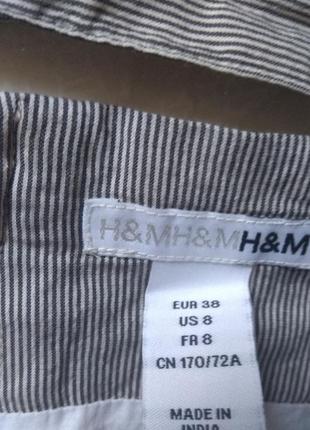 H&MH&MH&M
EUR 38
US 8
FR 8
CN 170/72A
MADE IN
INDIA